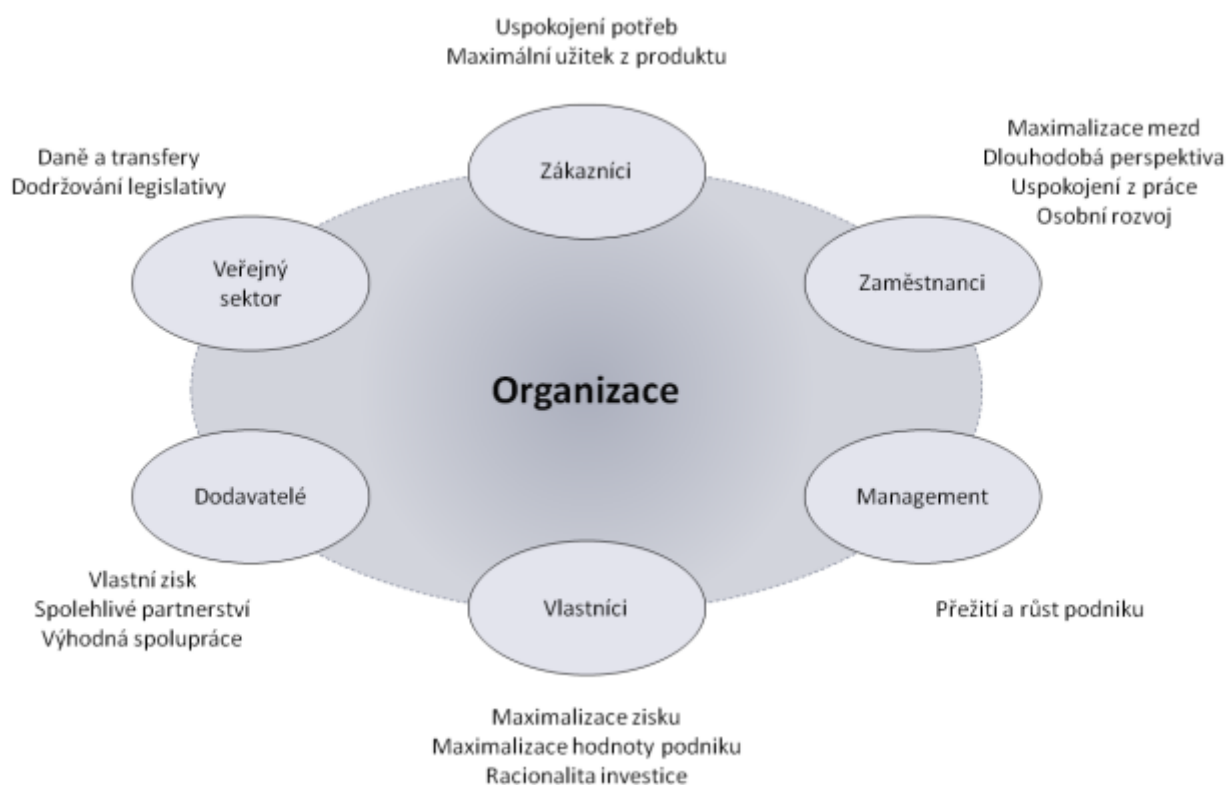 Uspokojení potřeb
Maximální užitek z produktu
Zákazníci
Maximalizace mezd
Dlouhodobá perspektiva
Uspokojení z práce
Osobní rozvoj
Zaměstnanci
Daně a transfery
Dodržování legislativy
Veřejný
sektor
Organizace
Dodavatelé
Vlastní zisk
Spolehlivé partnerství
Výhodná spolupráce
Management
Přežití a růst podniku
Vlastníci
Maximalizace zisku
Maximalizace hodnoty podniku
Racionalita investice